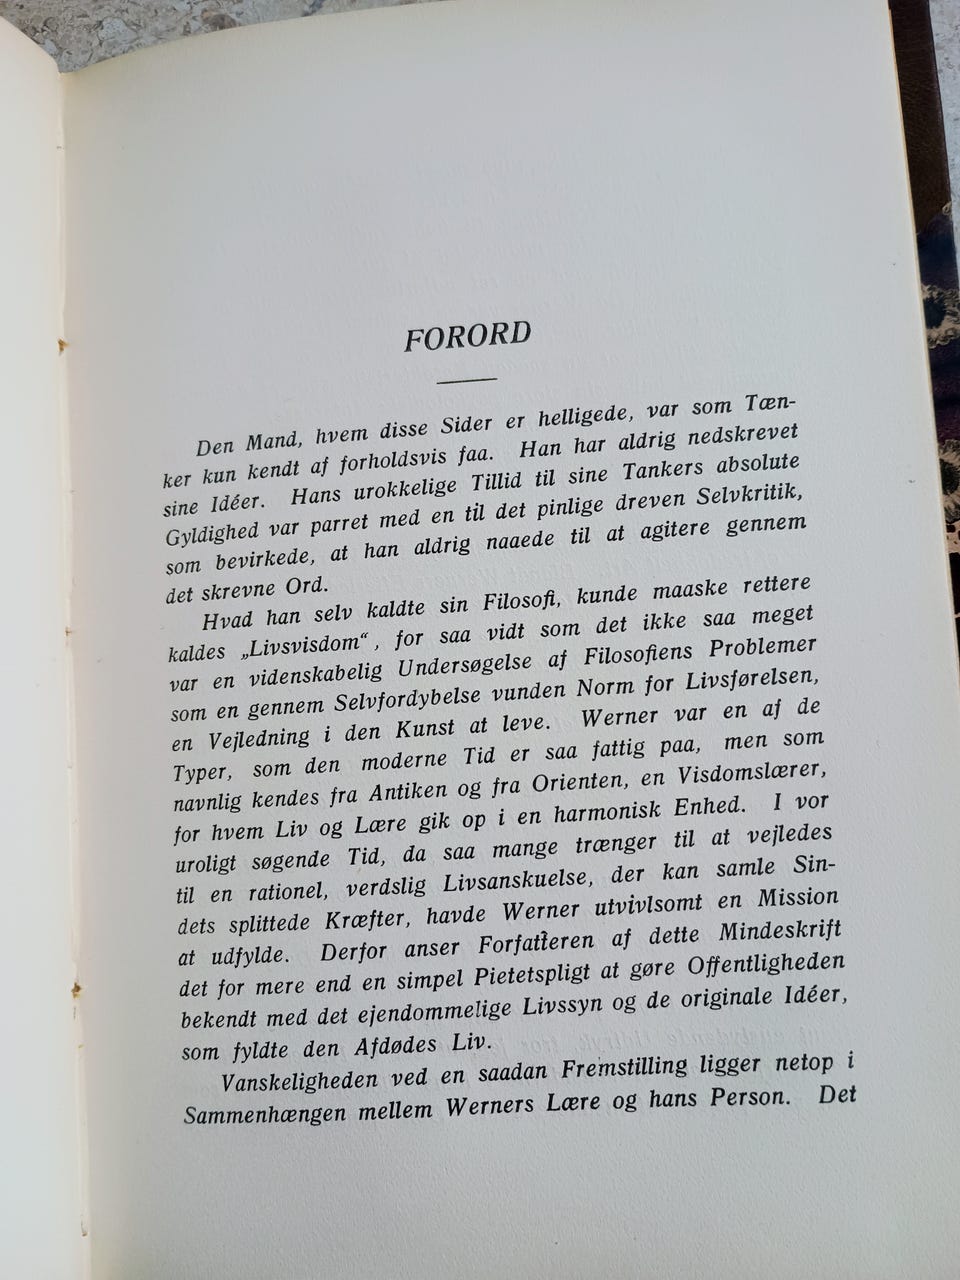 FORORD
Den Mand, hvem disse Sider er helligede, var som Tæn-
ker kun kendt af forholdsvis faa. Han har aldrig nedskrevet
sine Idéer. Hans urokkelige Tillid til sine Tankers absolute
Gyldighed var parret med en til det pinlige dreven Selvkritik,
som bevirkede, at han aldrig naaede til at agitere gennem
det skrevne Ord.
Hvad han selv kaldte sin Filosofi, kunde maaske rettere
kaldes „Livsvisdom“, for saa vidt som det ikke saa meget
var en videnskabelig Undersøgelse af Filosofiens Problemer
som en gennem Selvfordybelse vunden Norm for Livsførelsen,
en Vejledning i den Kunst at leve. Werner var en af de
Typer, som den moderne Tid er saa fattig paa, men som
navnlig kendes fra Antiken og fra Orienten, en Visdomslærer,
for hvem Liv og Lære gik op i en harmonisk Enhed. I vor
uroligt søgende Tid, da saa mange trænger til at vejledes
til en rationel, verdslig Livsanskuelse, der kan samle Sin-
dets splittede Kræfter, havde Werner utvivlsomt en Mission
at udfylde. Derfor anser Forfatteren af dette Mindeskrift
det for mere end en simpel Pietetspligt at gøre Offentligheden
bekendt med det ejendommelige Livssyn og de originale Idéer,
som fyldte den Afdødes Liv.
Vanskeligheden ved en saadan Fremstilling ligger netop i
Sammenhængen mellem Werners Lære og hans Person. Det